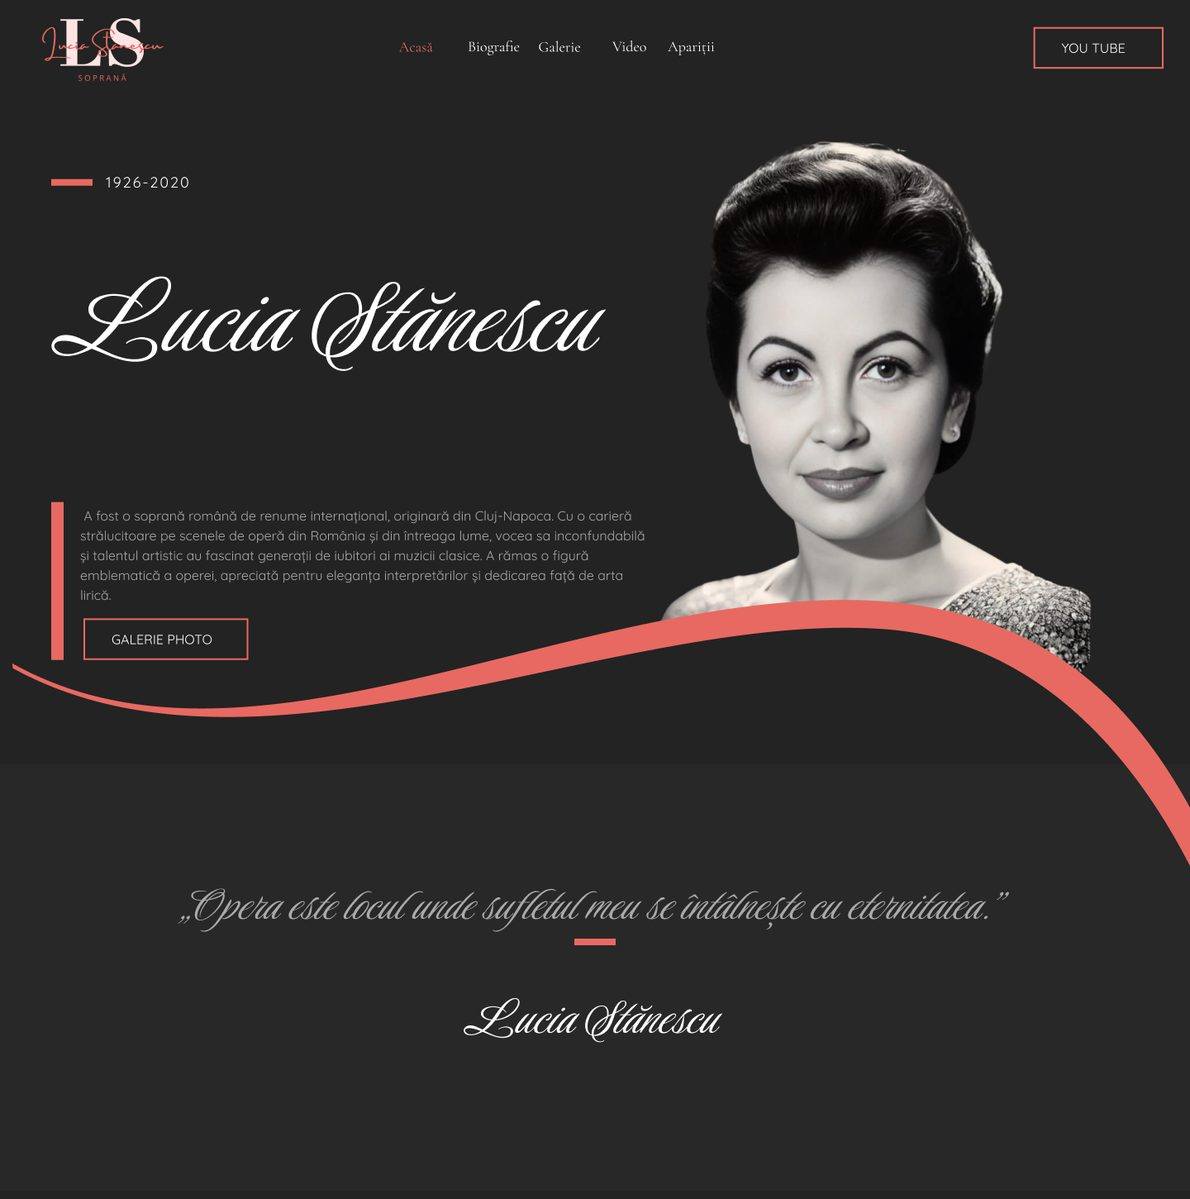 LS
Lucia Stanescu
SOPRANĂ
Acasă Biografie Galerie Video Apariții
YOU TUBE
1926-2020
Lucia Stănescu
A fost o soprană română de renume internațional, originară din Cluj-Napoca. Cu o carieră
strălucitoare pe scenele de operă din România și din întreaga lume, vocea sa inconfundabilă
și talentul artistic au fascinat generații de iubitori ai muzicii clasice. A rămas o figură
emblematică a operei, apreciată pentru eleganța interpretărilor și dedicarea față de arta
lirică.
GALERIE PHOTO
„Opera este locul unde sufletul meu se întâlnește cu eternitatea.”
Lucia Stănescu